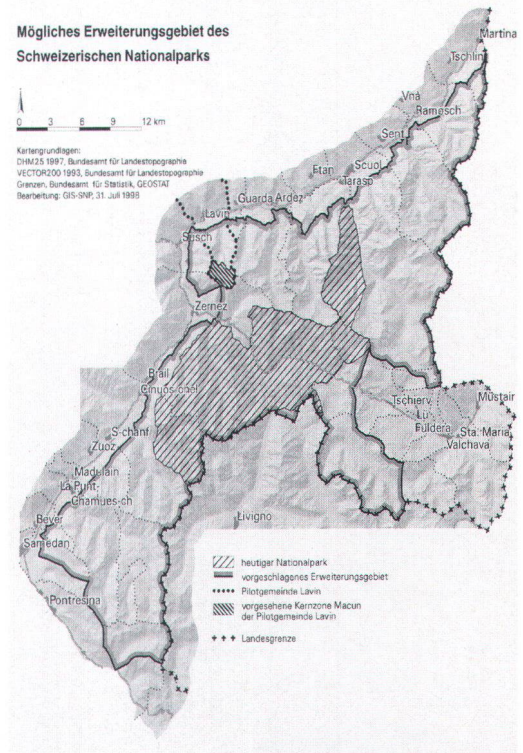 Mögliches Erweiterungsgebiet des
Schweizerischen Nationalparks
0 3 6 9 12 km
Kartengrundlagen:
DHM25 1997, Bundesamt für Landestopographie
VECTOR200 1993, Bundesamt für Landestopographie
Grenzen, Bundesamt für Statistik, GEOSTAT
Bearbeitung: GIS-SNP, 31. Juli 1998
Martina
Tschlin
Vnà
Ramosch
Sent
Scuol
Ftan
Tarasp
Guarda Ardez
Lavin
Susch
Zernez
Brail
Cinuos-chel
S-chanf
Zuoz
Madulain
La Punt-
Chamues-ch
Bever
Samedan
Pontresina
Livigno
Tschierv
Lü
Fuldera
Müstair
Sta. Maria
Valchava
heutiger Nationalpark
vorgeschlagenes Erweiterungsgebiet
Pilotgemeinde Lavin
vorgesehene Kernzone Macun
der Pilotgemeinde Lavin
Landesgrenze